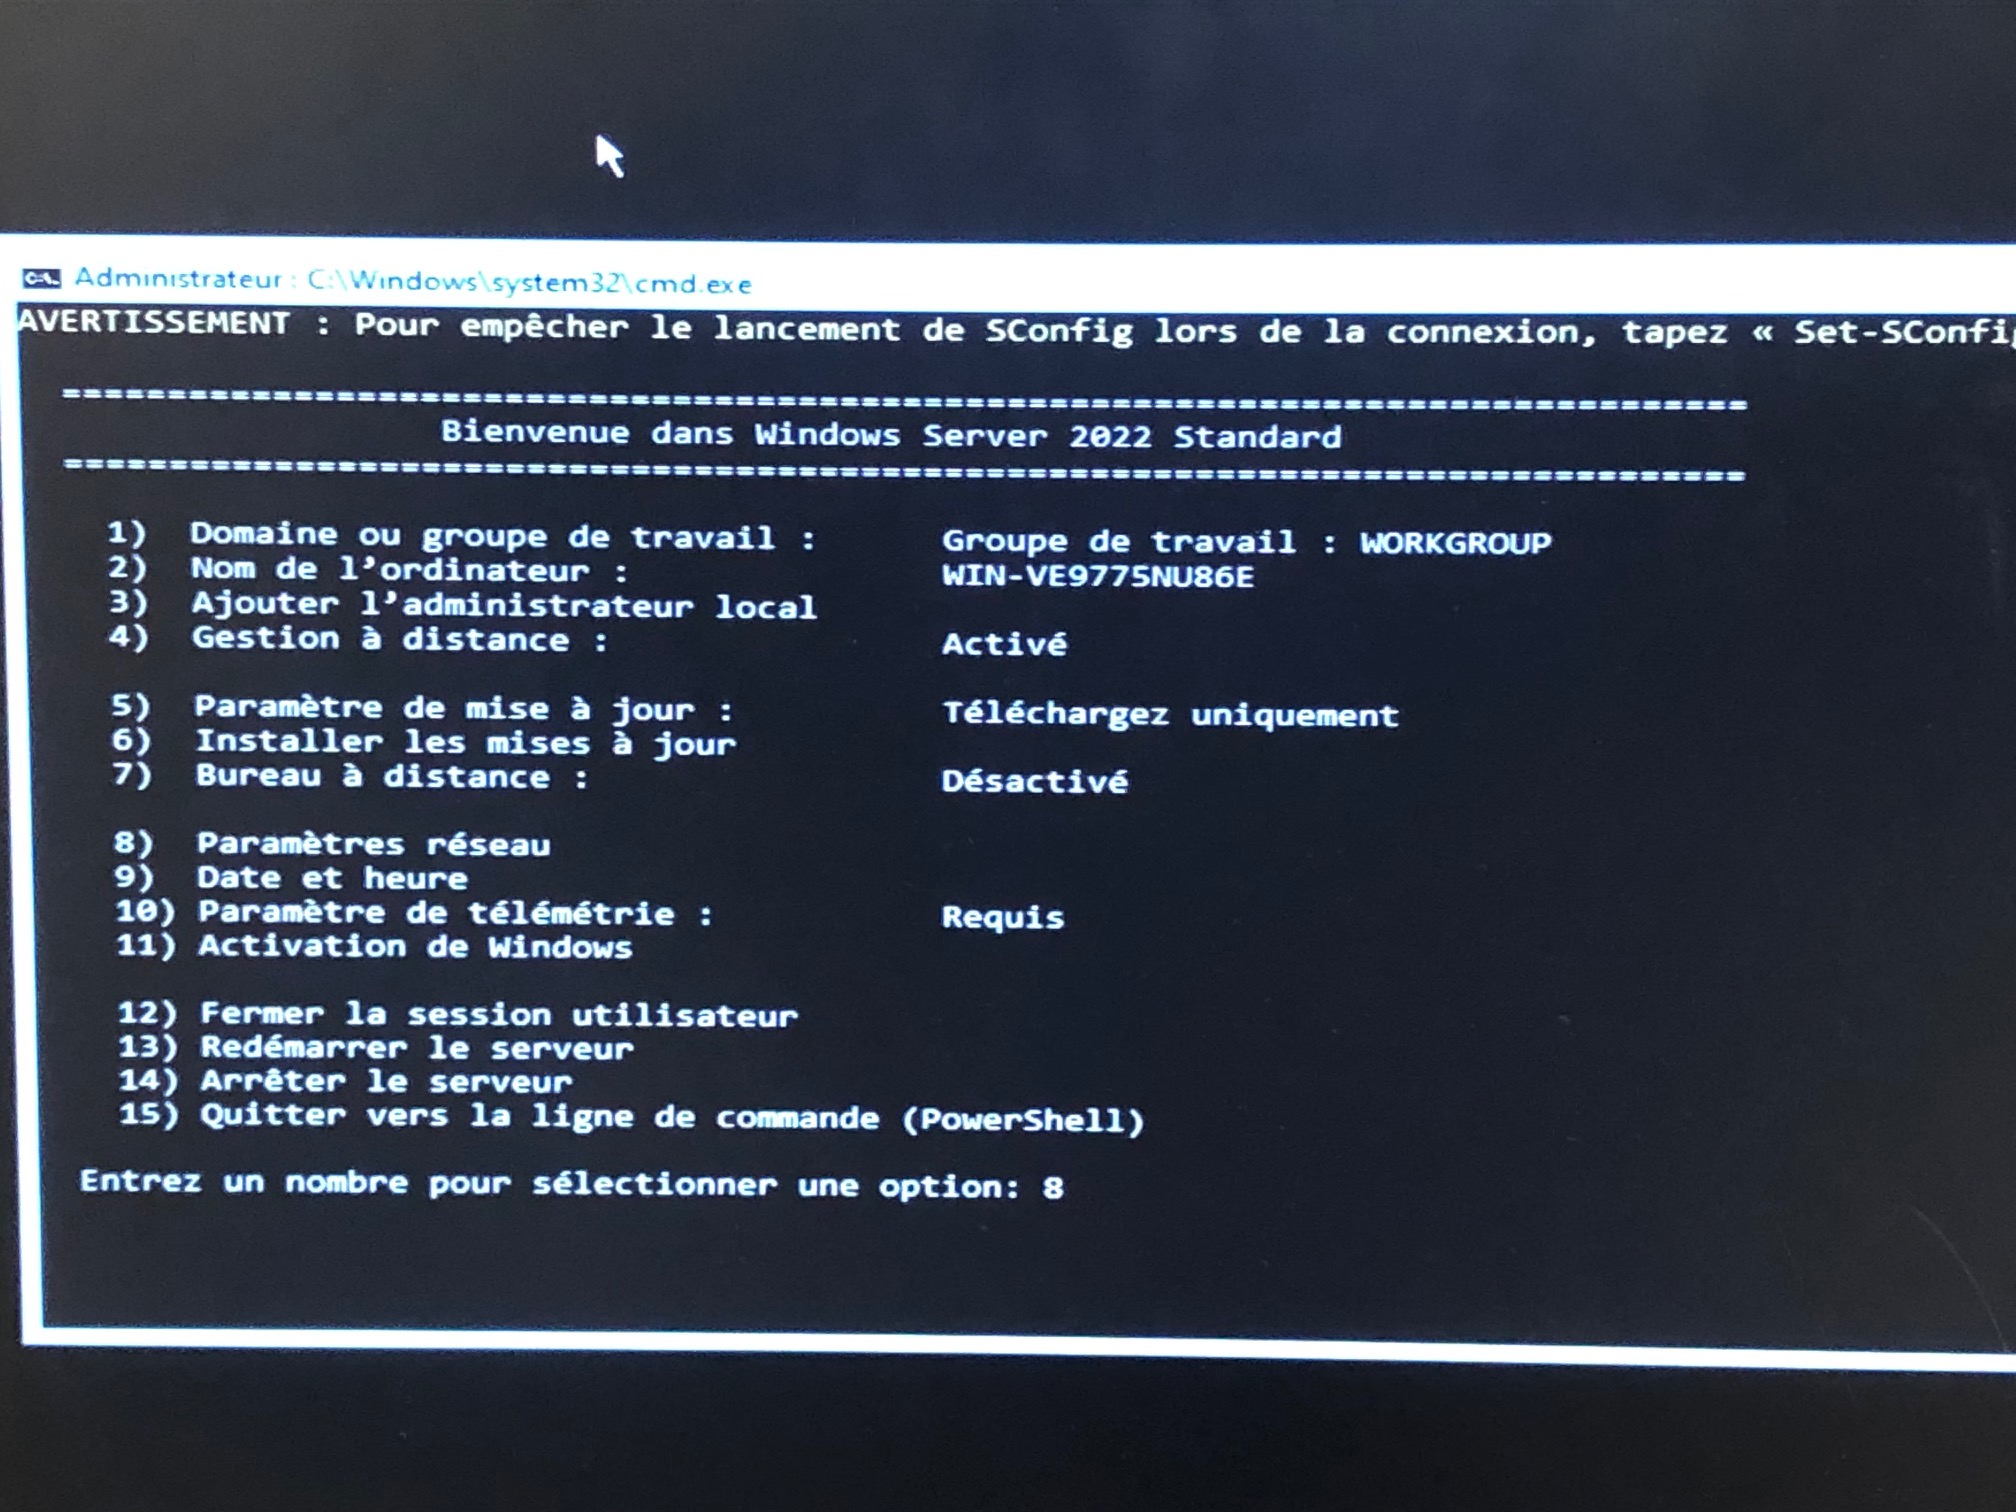 Administrateur : C:\Windows\system32\cmd.exe
AVERTISSEMENT : Pour empêcher le lancement de SConfig lors de la connexion, tapez « Set-SConfig
================================================================================
Bienvenue dans Windows Server 2022 Standard
================================================================================
1) Domaine ou groupe de travail : Groupe de travail : WORKGROUP
2) Nom de l’ordinateur : WIN-VE9775NU86E
3) Ajouter l’administrateur local
4) Gestion à distance : Activé
5) Paramètre de mise à jour : Téléchargez uniquement
6) Installer les mises à jour
7) Bureau à distance : Désactivé
8) Paramètres réseau
9) Date et heure
10) Paramètre de télémétrie : Requis
11) Activation de Windows
12) Fermer la session utilisateur
13) Redémarrer le serveur
14) Arrêter le serveur
15) Quitter vers la ligne de commande (PowerShell)
Entrez un nombre pour sélectionner une option: 8